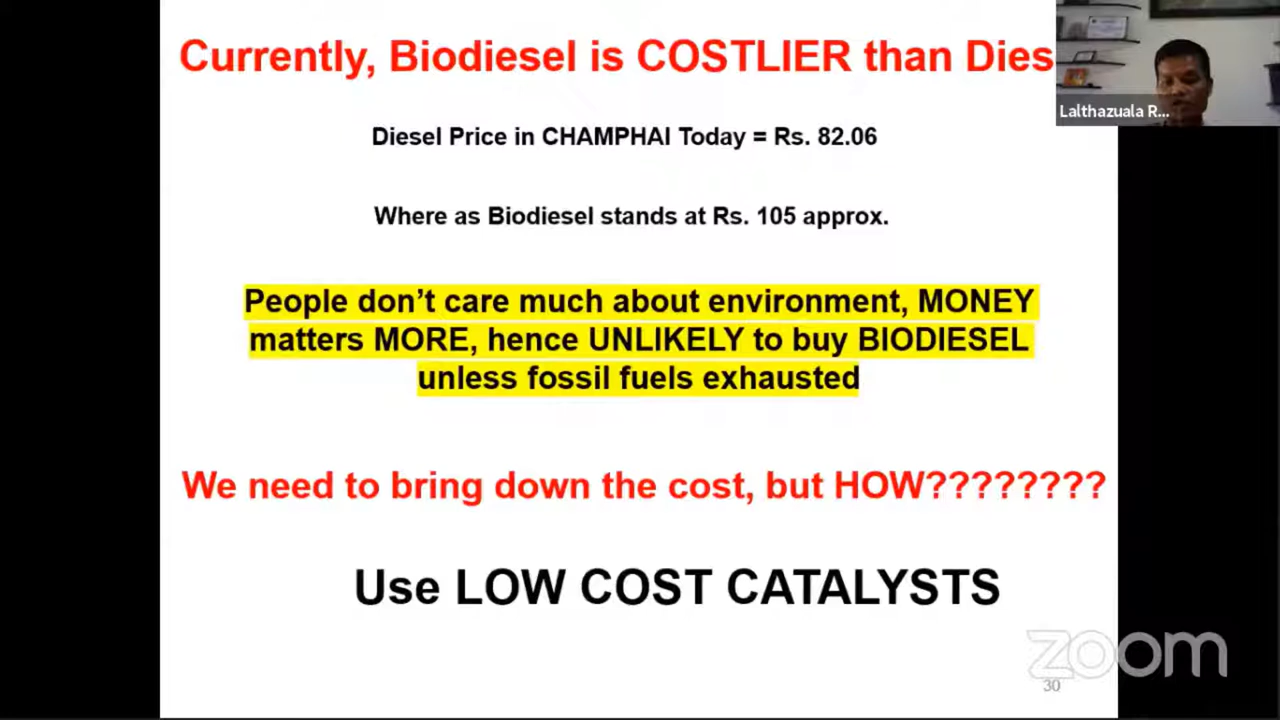 Currently, Biodiesel is COSTLIER than Dies
Lalthazuala R...
Diesel Price in CHAMPHAI Today = Rs. 82.06
Where as Biodiesel stands at Rs. 105 approx.
People don’t care much about environment, MONEY
matters MORE, hence UNLIKELY to buy BIODIESEL
unless fossil fuels exhausted
We need to bring down the cost, but HOW????????
Use LOW COST CATALYSTS
zoom
30